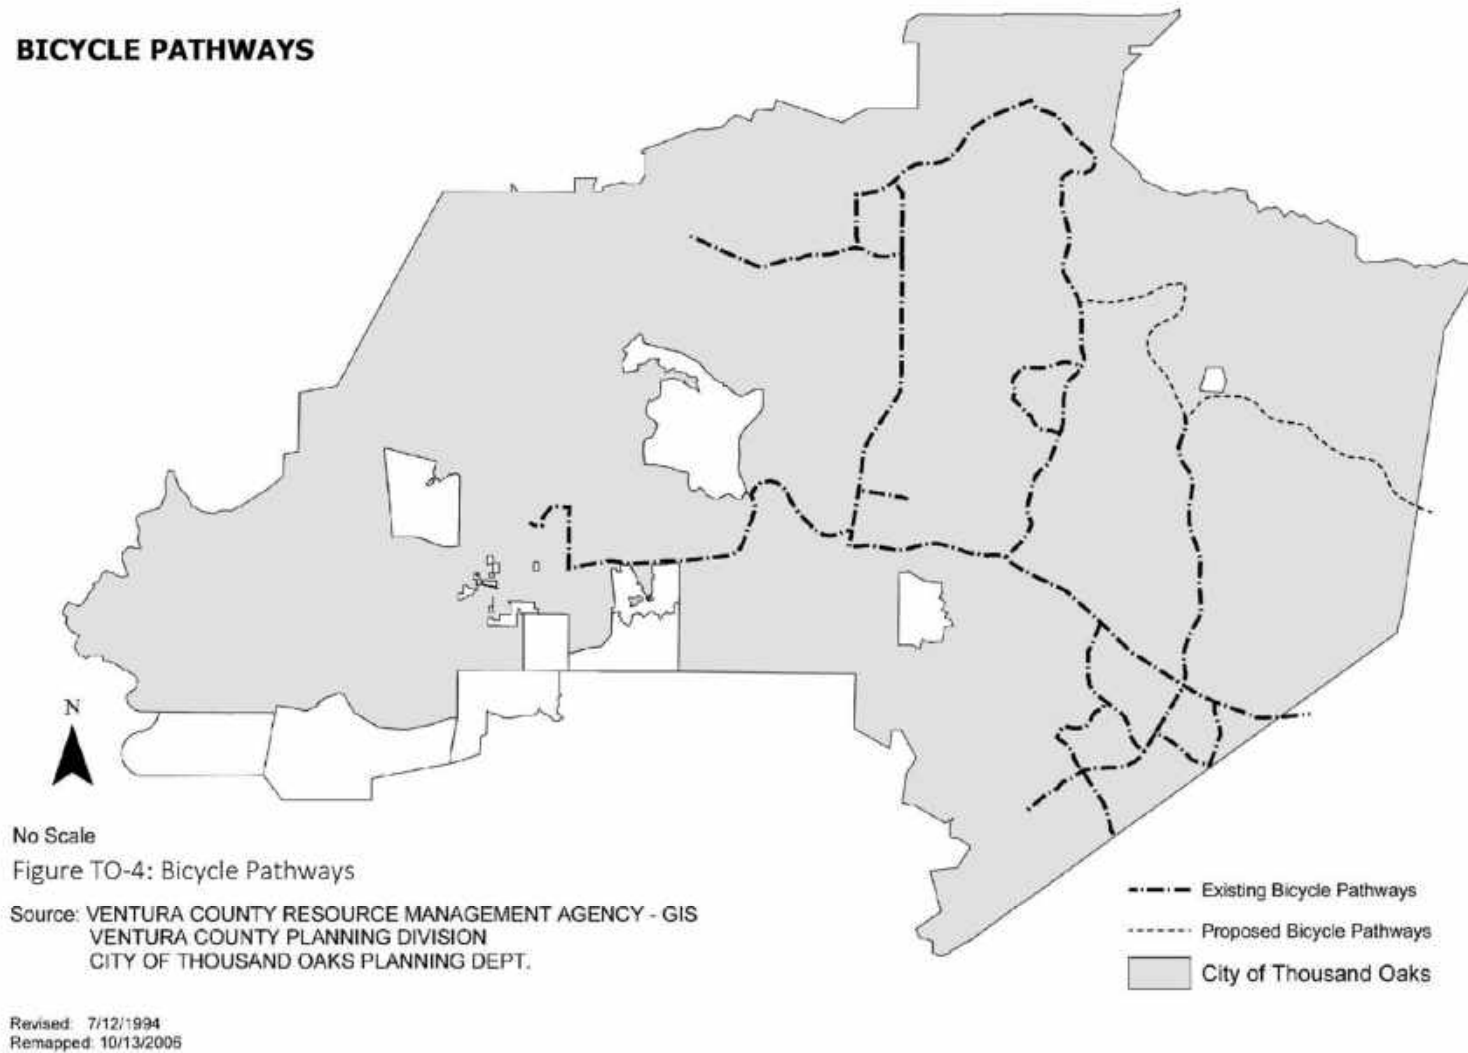 BICYCLE PATHWAYS
N
No Scale
Figure TO-4: Bicycle Pathways
Source: VENTURA COUNTY RESOURCE MANAGEMENT AGENCY - GIS
VENTURA COUNTY PLANNING DIVISION
CITY OF THOUSAND OAKS PLANNING DEPT.
Revised: 7/12/1994
Remapped: 10/13/2006
Existing Bicycle Pathways
Proposed Bicycle Pathways
City of Thousand Oaks